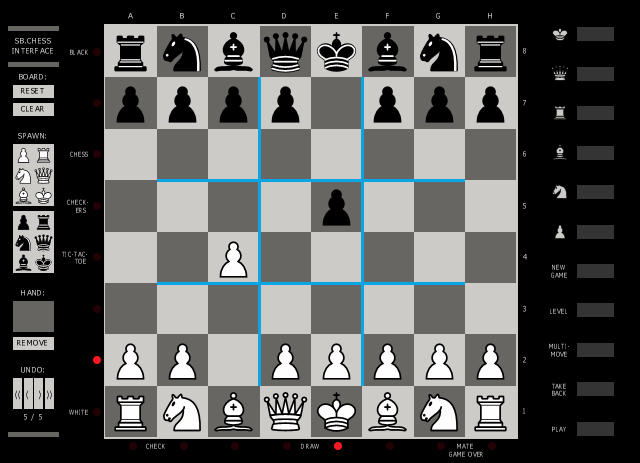 SB.CHESS
INTERFACE
BOARD:
RESET
CLEAR
SPAWN:
HAND:
REMOVE
UNDO:
⟨⟨ ⟨ ⟩ ⟩⟩
5 / 5
A B C D E F G H
BLACK
CHESS
CHECK-
ERS
TIC-TAC-
TOE
WHITE
8
7
6
5
4
3
2
1
CHECK
DRAW
MATE
GAME OVER
NEW
GAME
LEVEL
MULTI-
MOVE
TAKE
BACK
PLAY